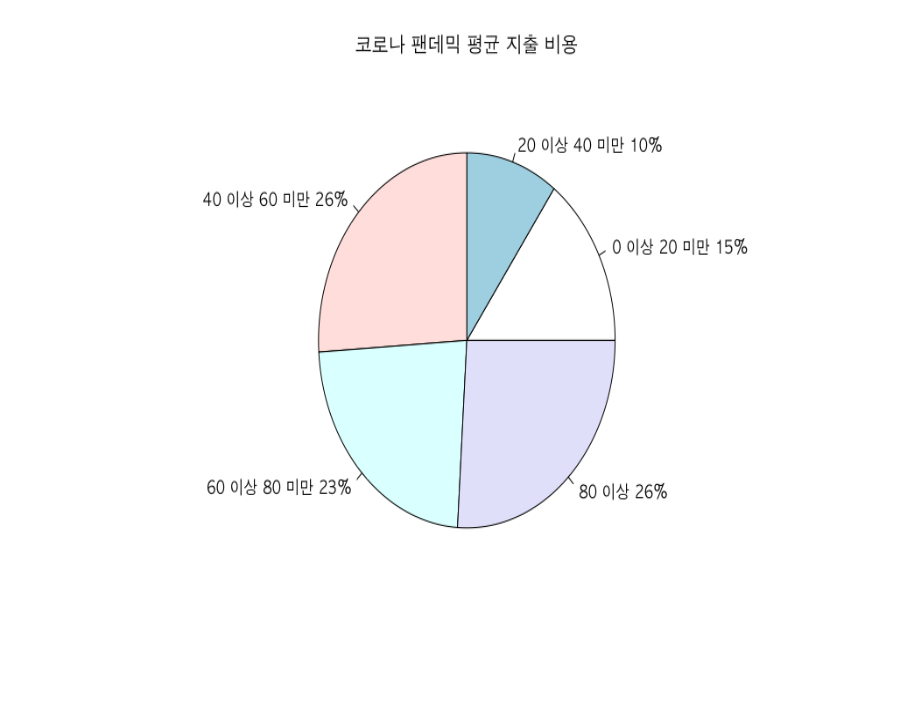 코로나 팬데믹 평균 지출 비용
20 이상 40 미만 10%
40 이상 60 미만 26%
0 이상 20 미만 15%
60 이상 80 미만 23%
80 이상 26%